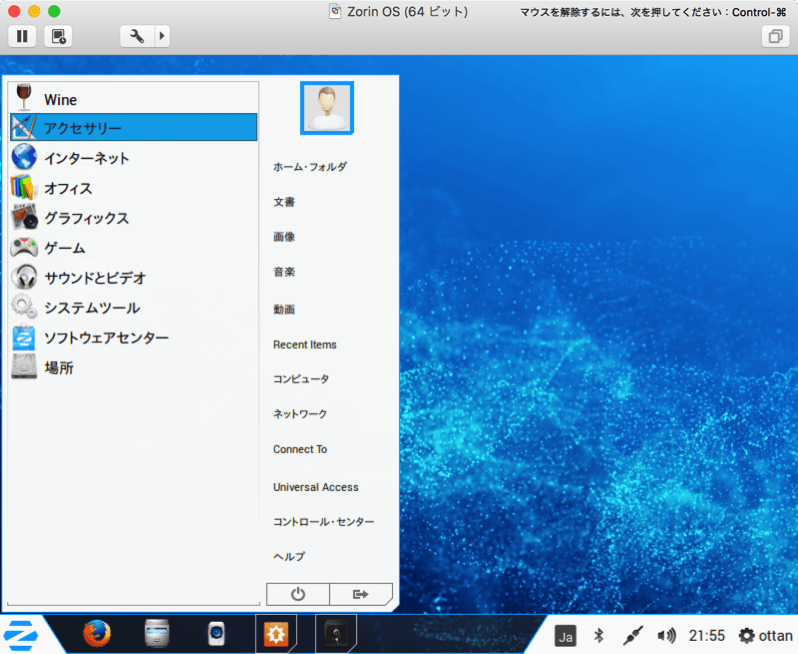 Zorin OS (64 ビット)
マウスを解除するには、次を押してください：Control-⌘
Wine
アクセサリー
インターネット
オフィス
グラフィックス
ゲーム
サウンドとビデオ
システムツール
ソフトウェアセンター
場所
ホーム・フォルダ
文書
画像
音楽
動画
Recent Items
コンピュータ
ネットワーク
Connect To
Universal Access
コントロール・センター
ヘルプ
Ja
21:55
ottan